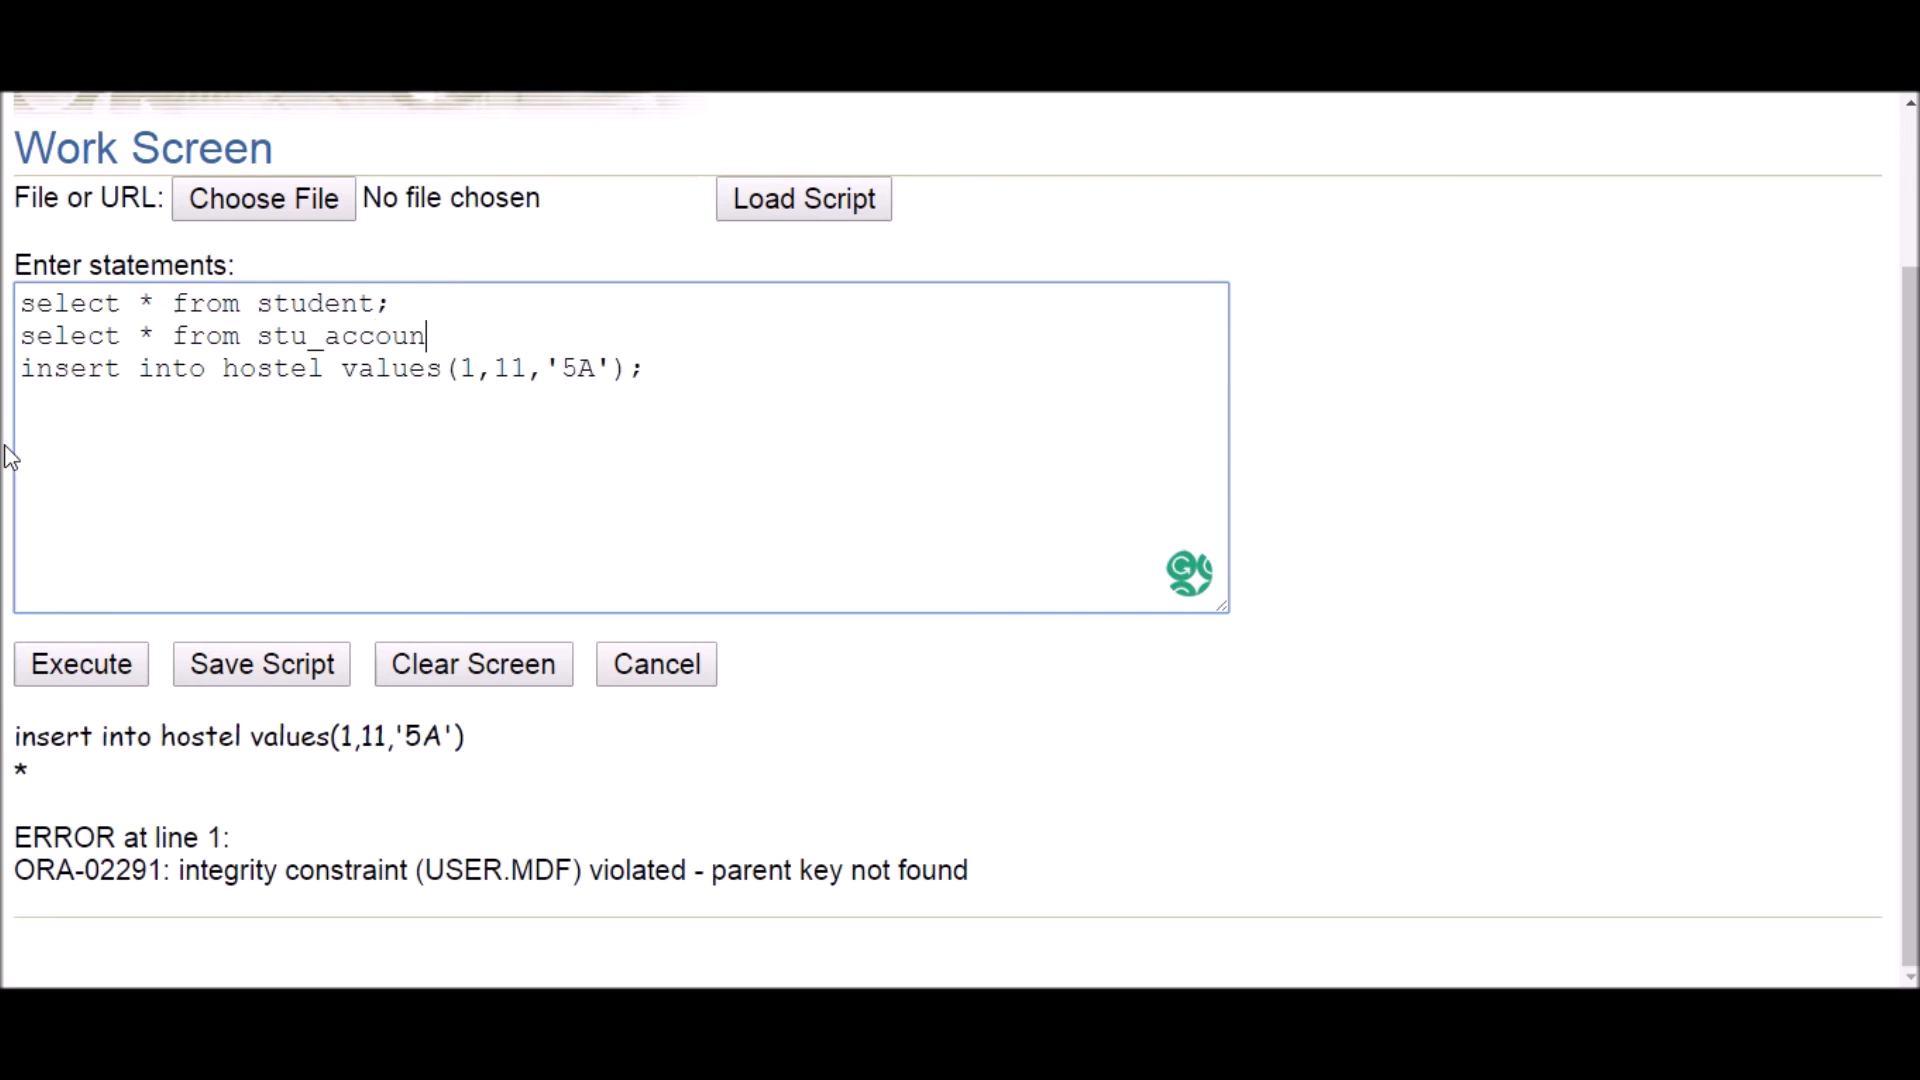 Work Screen
File or URL: Choose File No file chosen Load Script
Enter statements:
select * from student;
select * from stu_accoun
insert into hostel values(1,11,'5A');
Execute Save Script Clear Screen Cancel
insert into hostel values(1,11,'5A')
*
ERROR at line 1:
ORA-02291: integrity constraint (USER.MDF) violated - parent key not found